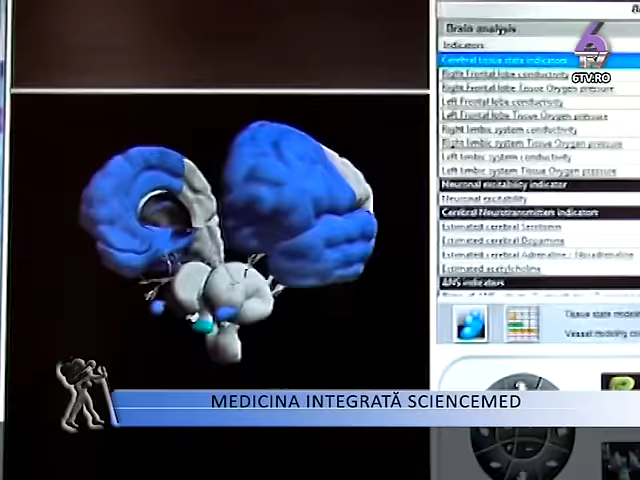 Brain analysis
Indicators
Cerebral tissue state indicators
Right Frontal lobe conductivity
Right Frontal lobe Tissue Oxygen pressure
Left Frontal lobe conductivity
Left Frontal lobe Tissue Oxygen pressure
Right limbic system conductivity
Right limbic system Tissue Oxygen pressure
Left limbic system conductivity
Left limbic system Tissue Oxygen pressure
Neuronal excitability indicator
Neuronal excitability
Cerebral Neurotransmitters indicators
Estimated cerebral Serotonin
Estimated cerebral Dopamine
Estimated cerebral Adrenaline / Noradrenaline
Estimated acetylcholine
ANS indicators
Tissue state
Vessel
6
TV
6TV.RO
MEDICINA INTEGRATĂ SCIENCEMED